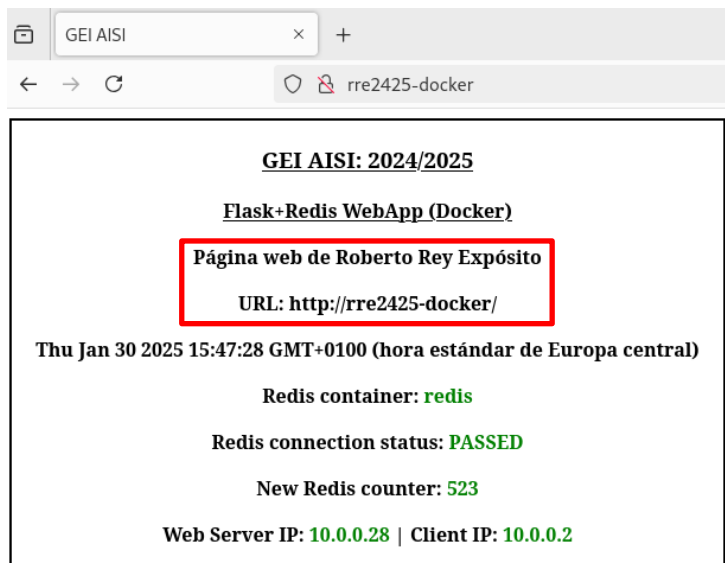 GEI AISI
rre2425-docker
GEI AISI: 2024/2025
Flask+Redis WebApp (Docker)
Página web de Roberto Rey Expósito
URL: http://rre2425-docker/
Thu Jan 30 2025 15:47:28 GMT+0100 (hora estándar de Europa central)
Redis container: redis
Redis connection status: PASSED
New Redis counter: 523
Web Server IP: 10.0.0.28 | Client IP: 10.0.0.2